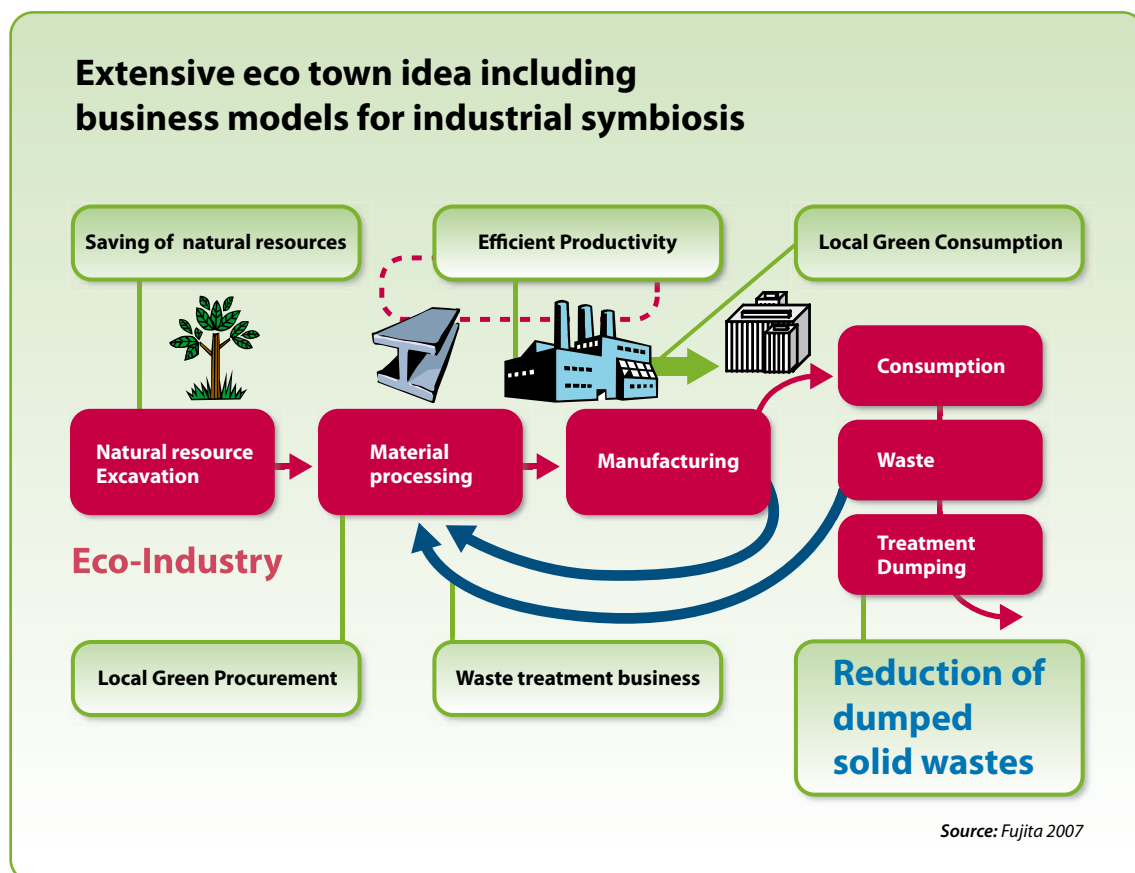 Extensive eco town idea including
business models for industrial symbiosis
Saving of natural resources
Efficient Productivity
Local Green Consumption
Consumption
Natural resource
Excavation
Material
processing
Manufacturing
Waste
Eco-Industry
Treatment
Dumping
Local Green Procurement
Waste treatment business
Reduction of
dumped
solid wastes
Source: Fujita 2007